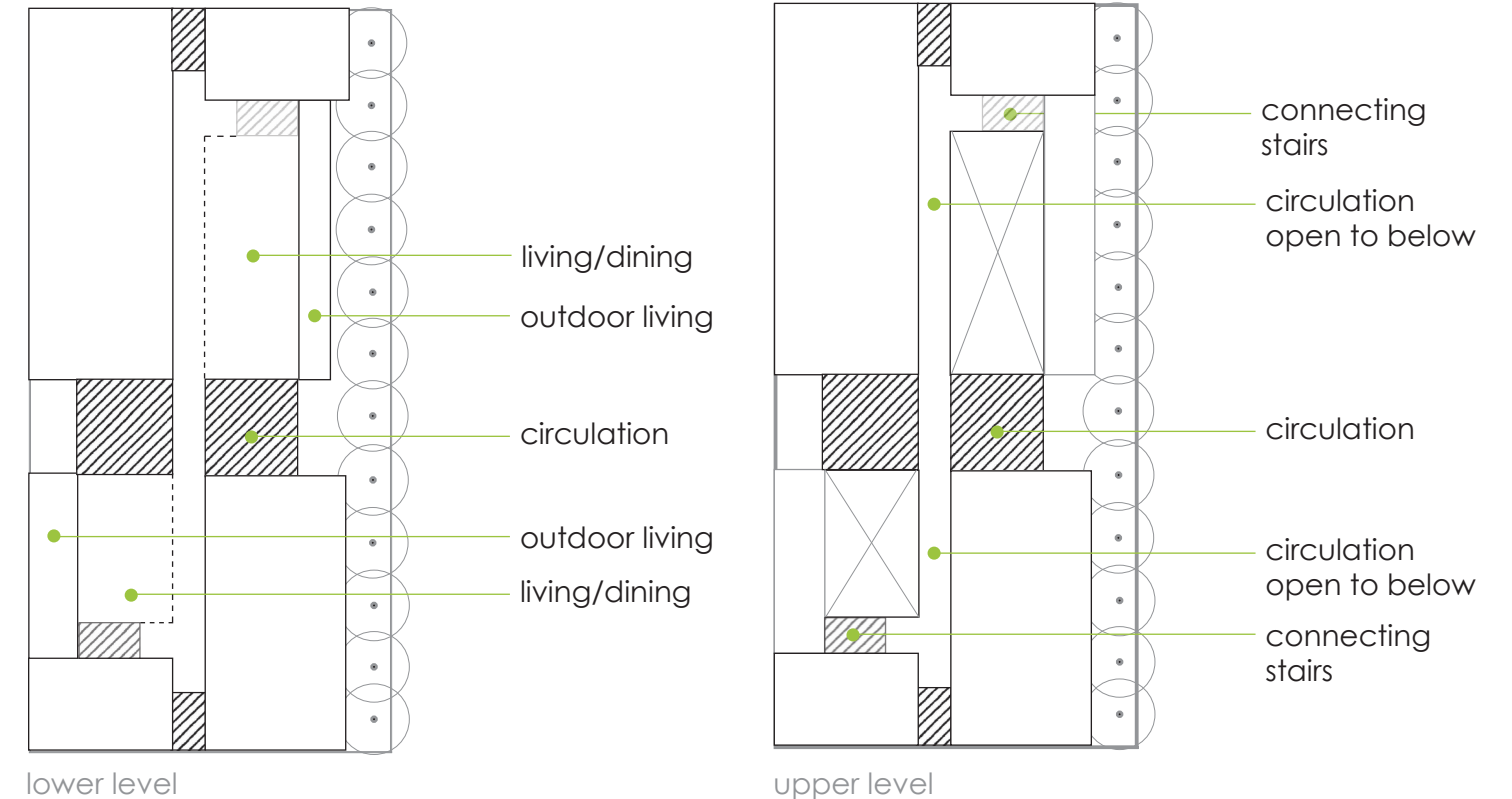 living/dining
outdoor living
circulation
outdoor living
living/dining
lower level
connecting
stairs
circulation
open to below
circulation
circulation
open to below
connecting
stairs
upper level